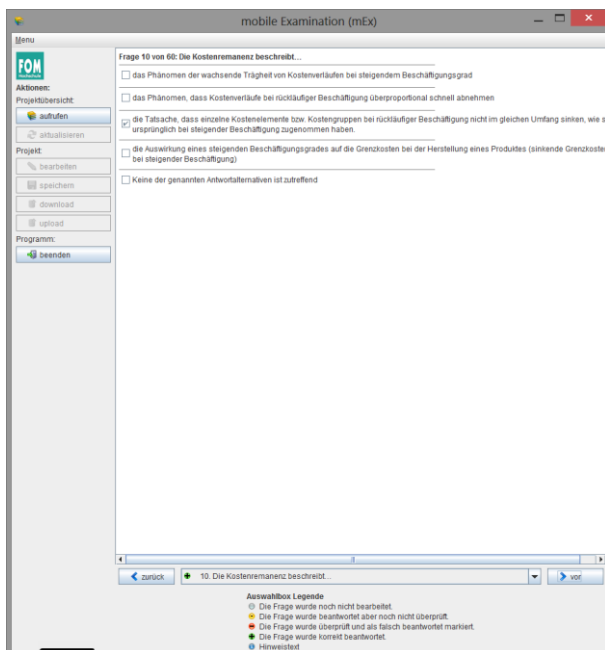 mobile Examination (mEx)
Menu
FOM
Hochschule
Aktionen:
Projektübersicht:
aufrufen
aktualisieren
Projekt:
bearbeiten
speichern
download
upload
Programm:
beenden
Frage 10 von 60: Die Kostenremanenz beschreibt...
das Phänomen der wachsende Trägheit von Kostenverläufen bei steigendem Beschäftigungsgrad
das Phänomen, dass Kostenverläufe bei rückläufiger Beschäftigung überproportional schnell abnehmen
die Tatsache, dass einzelne Kostenelemente bzw. Kostengruppen bei rückläufiger Beschäftigung nicht im gleichen Umfang sinken, wie s
ursprünglich bei steigender Beschäftigung zugenommen haben.
die Auswirkung eines steigenden Beschäftigungsgrades auf die Grenzkosten bei der Herstellung eines Produktes (sinkende Grenzkoster
bei steigender Beschäftigung)
Keine der genannten Antwortalternativen ist zutreffend
zurück
10. Die Kostenremanenz beschreibt...
vor
Auswahlbox Legende
Die Frage wurde noch nicht bearbeitet.
Die Frage wurde beantwortet aber noch nicht überprüft.
Die Frage wurde überprüft und als falsch beantwortet markiert.
Die Frage wurde korrekt beantwortet.
Hinweistext